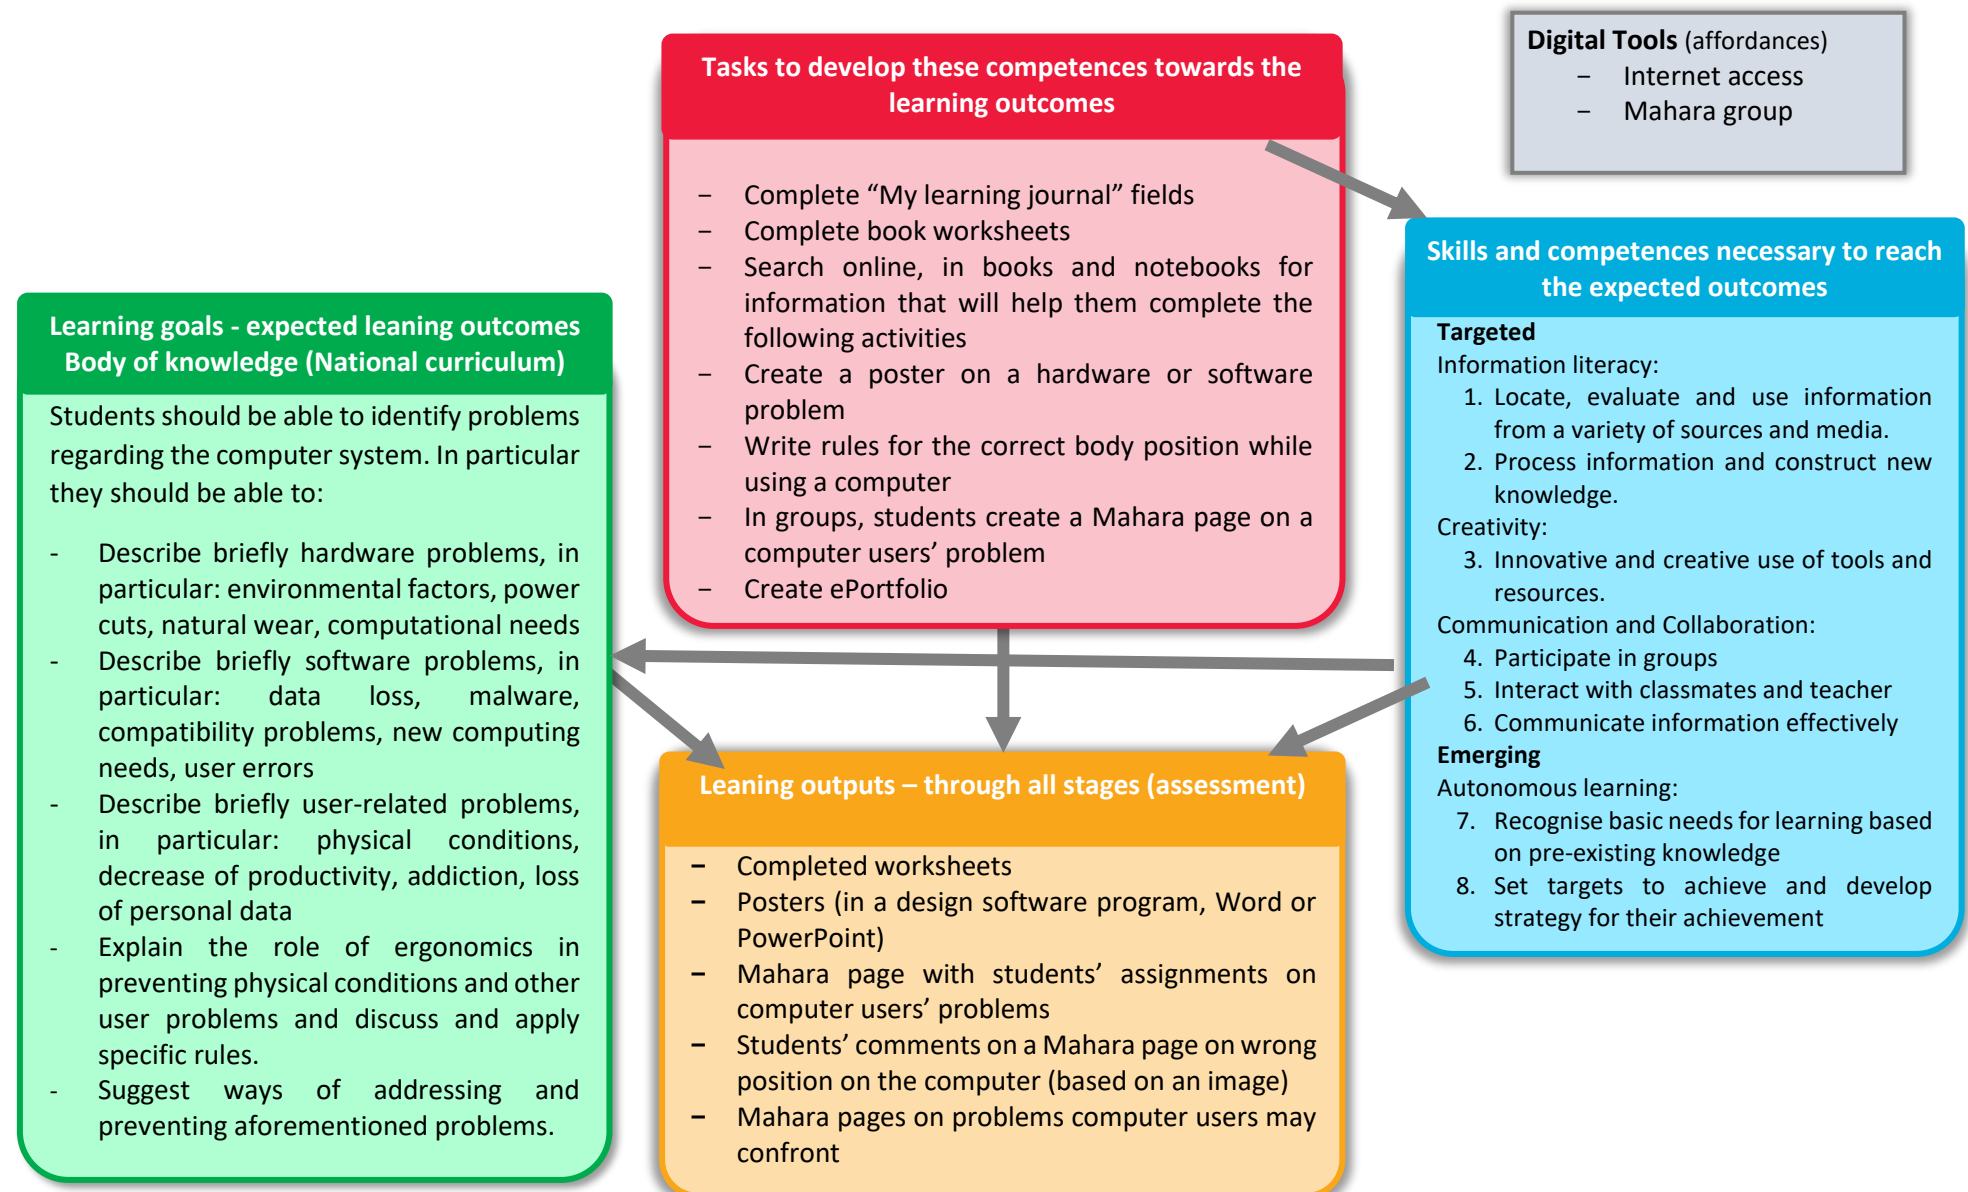 Tasks to develop these competences towards the
learning outcomes
– Complete “My learning journal” fields
– Complete book worksheets
– Search online, in books and notebooks for
information that will help them complete the
following activities
– Create a poster on a hardware or software
problem
– Write rules for the correct body position while
using a computer
– In groups, students create a Mahara page on a
computer users’ problem
– Create ePortfolio
Digital Tools (affordances)
– Internet access
– Mahara group
Learning goals - expected leaning outcomes
Body of knowledge (National curriculum)
Students should be able to identify problems
regarding the computer system. In particular
they should be able to:
- Describe briefly hardware problems, in
particular: environmental factors, power
cuts, natural wear, computational needs
- Describe briefly software problems, in
particular: data loss, malware,
compatibility problems, new computing
needs, user errors
- Describe briefly user-related problems,
in particular: physical conditions,
decrease of productivity, addiction, loss
of personal data
- Explain the role of ergonomics in
preventing physical conditions and other
user problems and discuss and apply
specific rules.
- Suggest ways of addressing and
preventing aforementioned problems.
Skills and competences necessary to reach
the expected outcomes
Targeted
Information literacy:
1. Locate, evaluate and use information
from a variety of sources and media.
2. Process information and construct new
knowledge.
Creativity:
3. Innovative and creative use of tools and
resources.
Communication and Collaboration:
4. Participate in groups
5. Interact with classmates and teacher
6. Communicate information effectively
Emerging
Autonomous learning:
7. Recognise basic needs for learning based
on pre-existing knowledge
8. Set targets to achieve and develop
strategy for their achievement
Leaning outputs – through all stages (assessment)
– Completed worksheets
– Posters (in a design software program, Word or
PowerPoint)
– Mahara page with students’ assignments on
computer users’ problems
– Students’ comments on a Mahara page on wrong
position on the computer (based on an image)
– Mahara pages on problems computer users may
confront